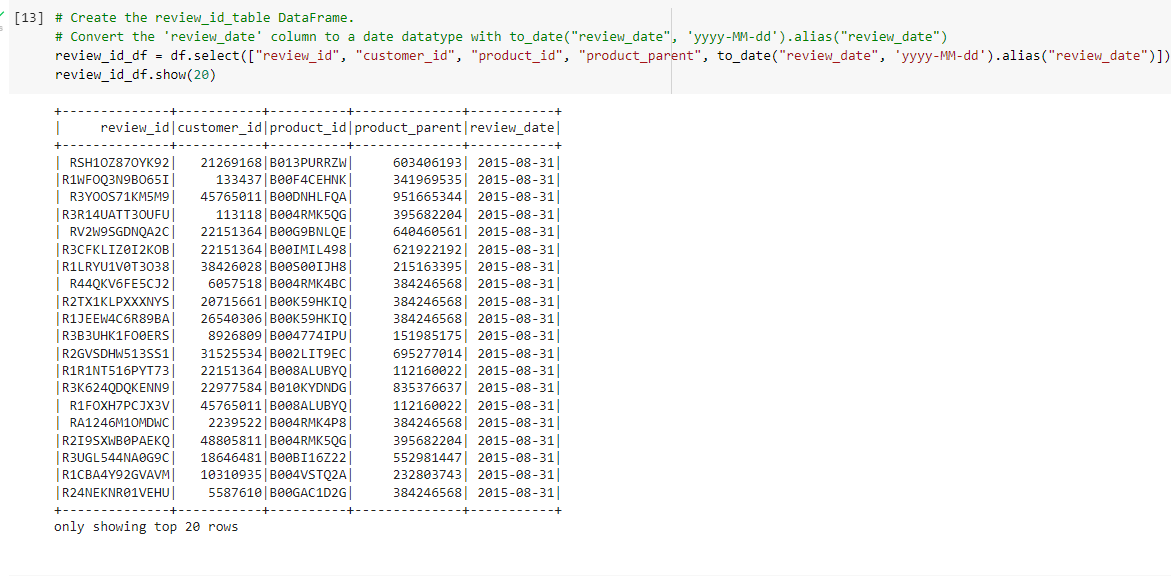 [13] # Create the review_id_table DataFrame.
# Convert the 'review_date' column to a date datatype with to_date("review_date", 'yyyy-MM-dd').alias("review_date")
review_id_df = df.select(["review_id", "customer_id", "product_id", "product_parent", to_date("review_date", 'yyyy-MM-dd').alias("review_date")])
review_id_df.show(20)
+--------------+-----------+----------+--------------+-----------+
|     review_id|customer_id|product_id|product_parent|review_date|
+--------------+-----------+----------+--------------+-----------+
| RSH1OZ87OYK92|   21269168|B013PURRZW|     603406193| 2015-08-31|
|R1WFOQ3N9BO65I|     133437|B00F4CEHNK|     341969535| 2015-08-31|
| R3YOOS71KM5M9|   45765011|B00DNHLFQA|     951665344| 2015-08-31|
|R3R14UATT3OUFU|     113118|B004RMK5QG|     395682204| 2015-08-31|
| RV2W9SGDNQA2C|   22151364|B00G9BNLQE|     640460561| 2015-08-31|
|R3CFKLIZ0I2KOB|   22151364|B00IMIL498|     621922192| 2015-08-31|
|R1LRYU1V0T3O38|   38426028|B00S00IJH8|     215163395| 2015-08-31|
| R44QKV6FE5CJ2|    6057518|B004RMK4BC|     384246568| 2015-08-31|
|R2TX1KLPXXXNYS|   20715661|B00K59HKIQ|     384246568| 2015-08-31|
|R1JEEW4C6R89BA|   26540306|B00K59HKIQ|     384246568| 2015-08-31|
|R3B3UHK1FO0ERS|    8926809|B004774IPU|     151985175| 2015-08-31|
|R2GVSDHW513SS1|   31525534|B002LIT9EC|     695277014| 2015-08-31|
|R1R1NT516PYT73|   22151364|B008ALUBYQ|     112160022| 2015-08-31|
|R3K624QDQKENN9|   22977584|B010KYDNDG|     835376637| 2015-08-31|
| R1FOXH7PCJX3V|   45765011|B008ALUBYQ|     112160022| 2015-08-31|
| RA1246M1OMDWC|    2239522|B004RMK4P8|     384246568| 2015-08-31|
|R2I9SXWB0PAEKQ|   48805811|B004RMK5QG|     395682204| 2015-08-31|
|R3UGL544NA0G9C|   18646481|B00BI16Z22|     552981447| 2015-08-31|
|R1CBA4Y92GVAVM|   10310935|B004VSTQ2A|     232803743| 2015-08-31|
|R24NEKNR01VEHU|    5587610|B00GAC1D2G|     384246568| 2015-08-31|
+--------------+-----------+----------+--------------+-----------+
only showing top 20 rows